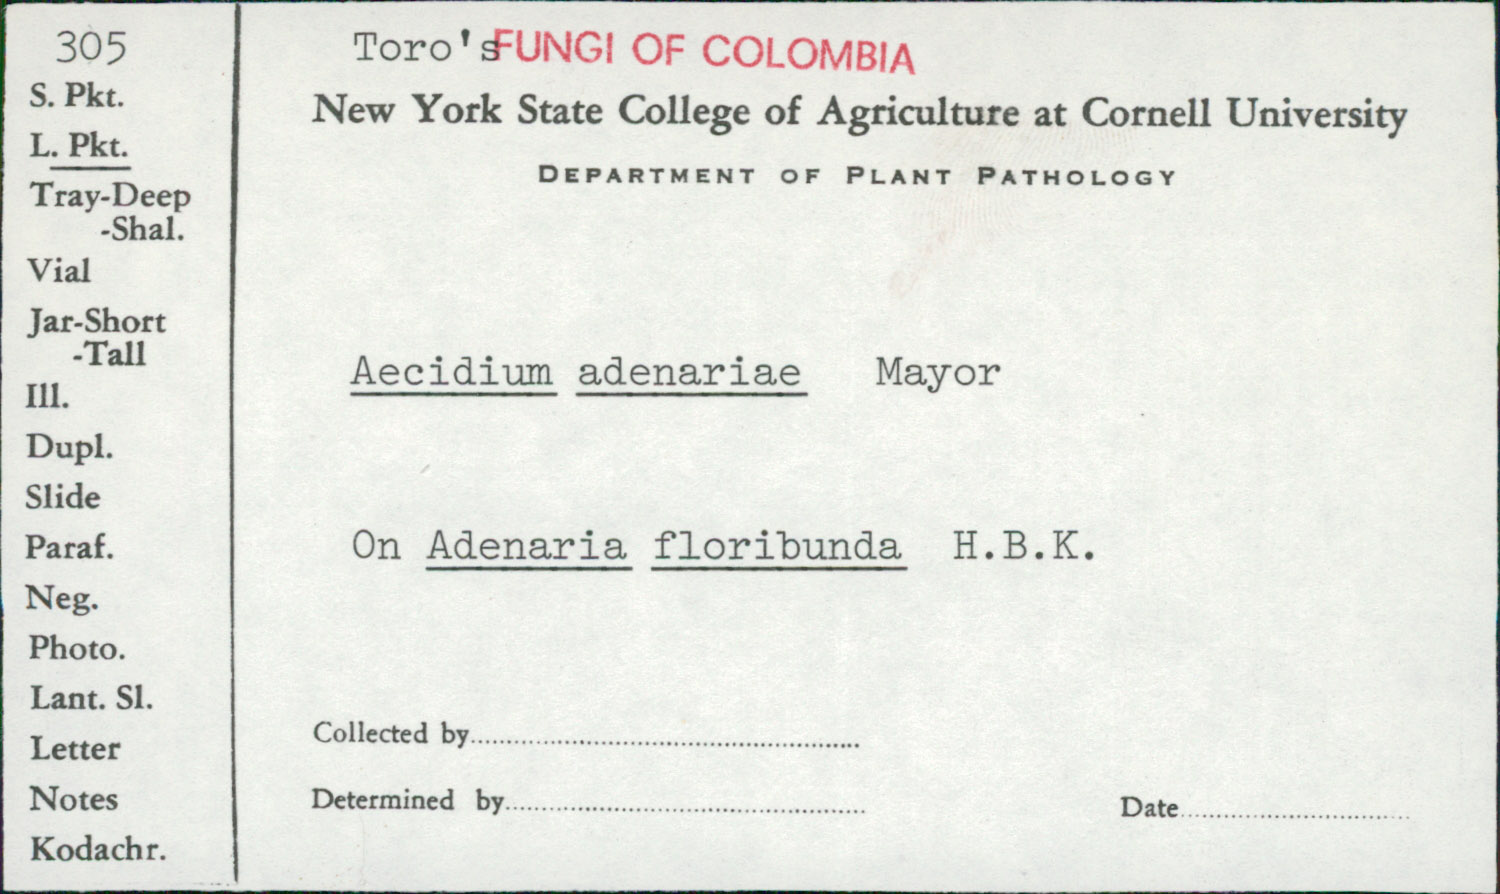 305
S. Pkt.
L. Pkt.
Tray-Deep
-Shal.
Vial
Jar-Short
-Tall
Ill.
Dupl.
Slide
Paraf.
Neg.
Photo.
Lant. Sl.
Letter
Notes
Kodachr.
Toro's FUNGI OF COLOMBIA
New York State College of Agriculture at Cornell University
DEPARTMENT OF PLANT PATHOLOGY
Aecidium adenariae Mayor
On Adenaria floribunda H.B.K.
Collected by
Determined by
Date